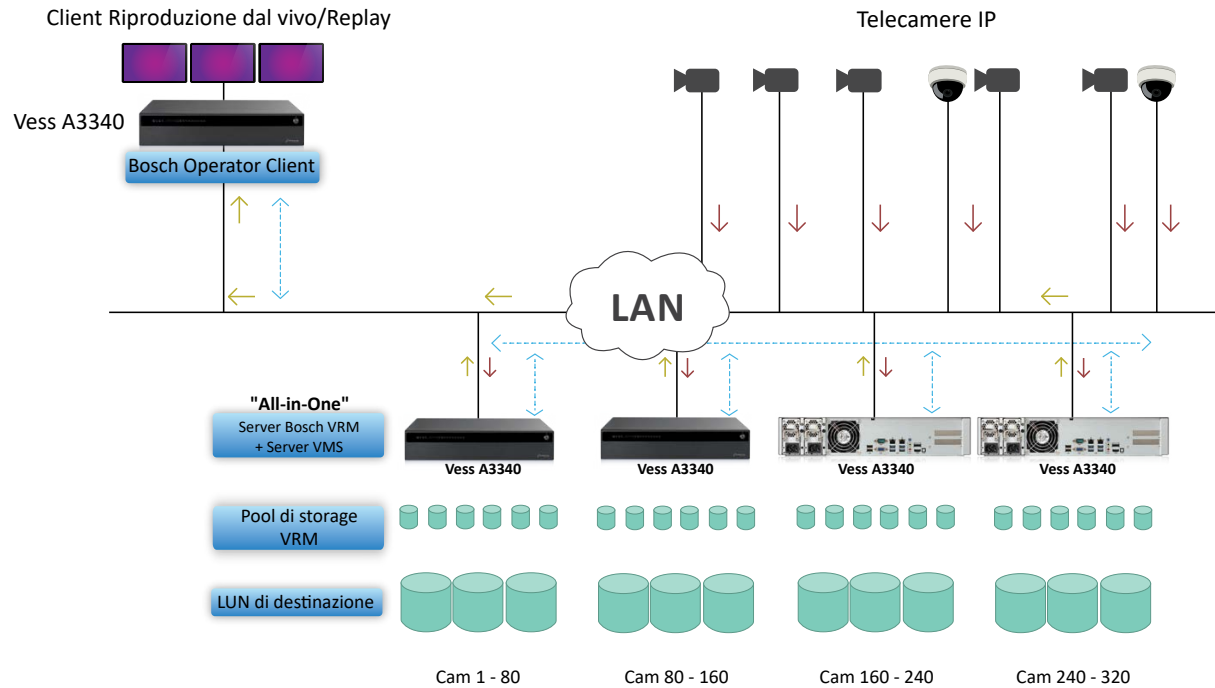 Client Riproduzione dal vivo/Replay
Telecamere IP
Vess A3340
Bosch Operator Client
LAN
"All-in-One"
Server Bosch VRM
+ Server VMS
Vess A3340
Vess A3340
Vess A3340
Vess A3340
Pool di storage
VRM
LUN di destinazione
Cam 1 - 80
Cam 80 - 160
Cam 160 - 240
Cam 240 - 320